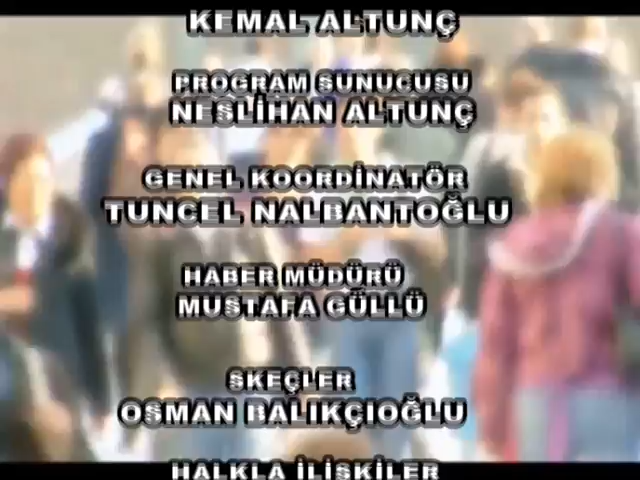 KEMAL ALTUNÇ
PROGRAM SUNUCUSU
NESLİHAN ALTUNÇ
GENEL KOORDİNATÖR
TUNCEL NALBANTOĞLU
HABER MÜDÜRÜ
MUSTAFA GÜLLÜ
SKEÇLER
OSMAN BALIKÇIOĞLU
HALKLA İLİŞKİLER